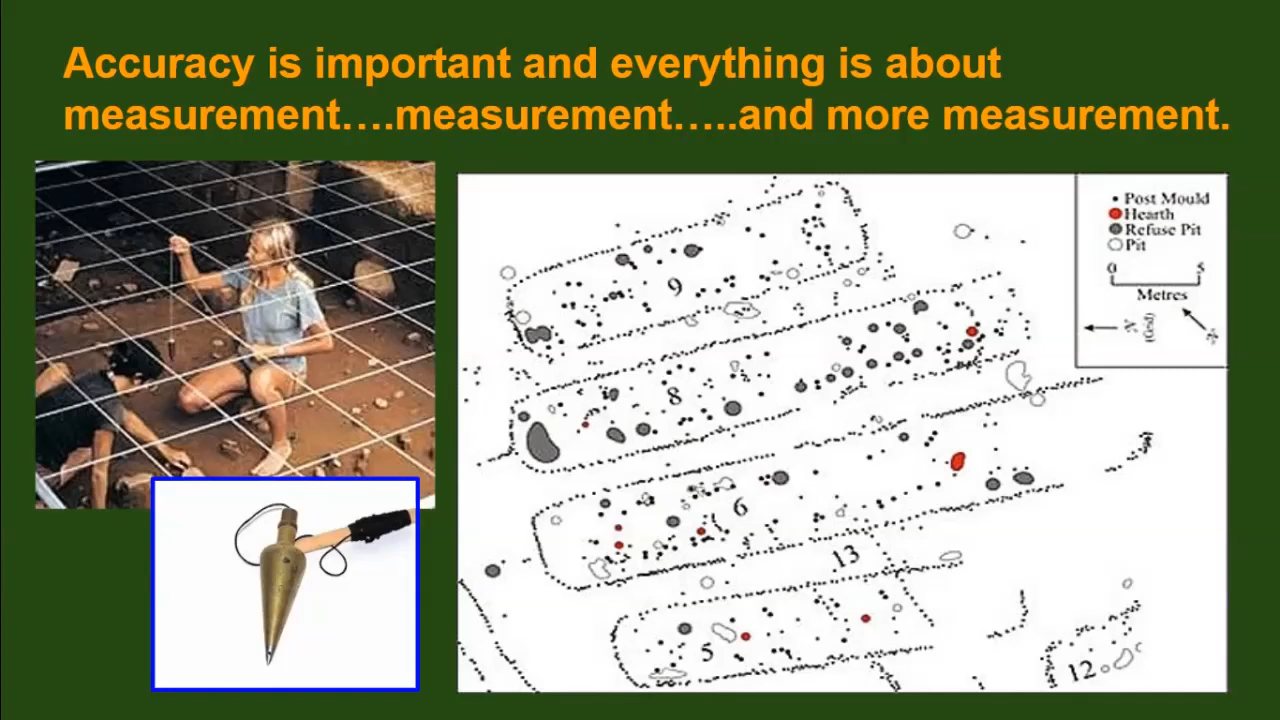 Accuracy is important and everything is about
measurement….measurement…..and more measurement.
Post Mould
Hearth
Refuse Pit
Pit
0 5
Metres
N
(Grid)
N
9
8
6
13
5
12